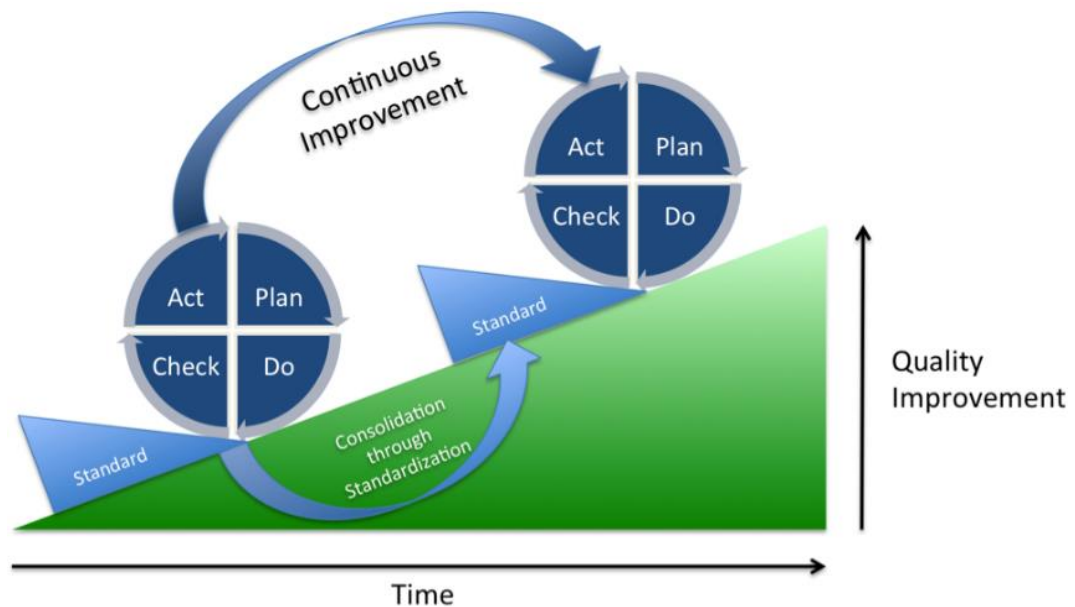 Continuous
Improvement
Act
Plan
Check
Do
Act
Plan
Check
Do
Standard
Standard
Consolidation
through
Standardization
Quality
Improvement
Time